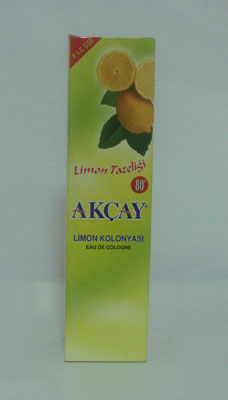 Limon Tazeliği
80°
AKÇAY®
LİMON KOLONYASI
EAU DE COLOGNE